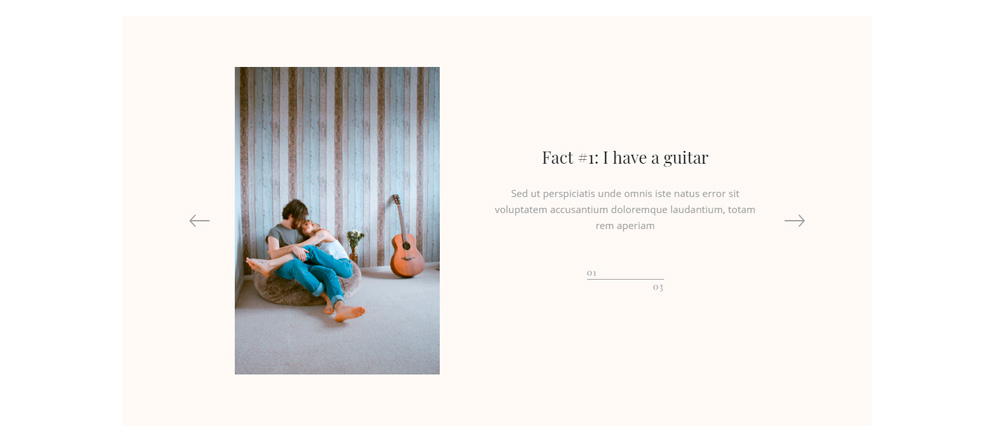 Fact #1: I have a guitar
Sed ut perspiciatis unde omnis iste natus error sit
voluptatem accusantium doloremque laudantium, totam
rem aperiam
01
03